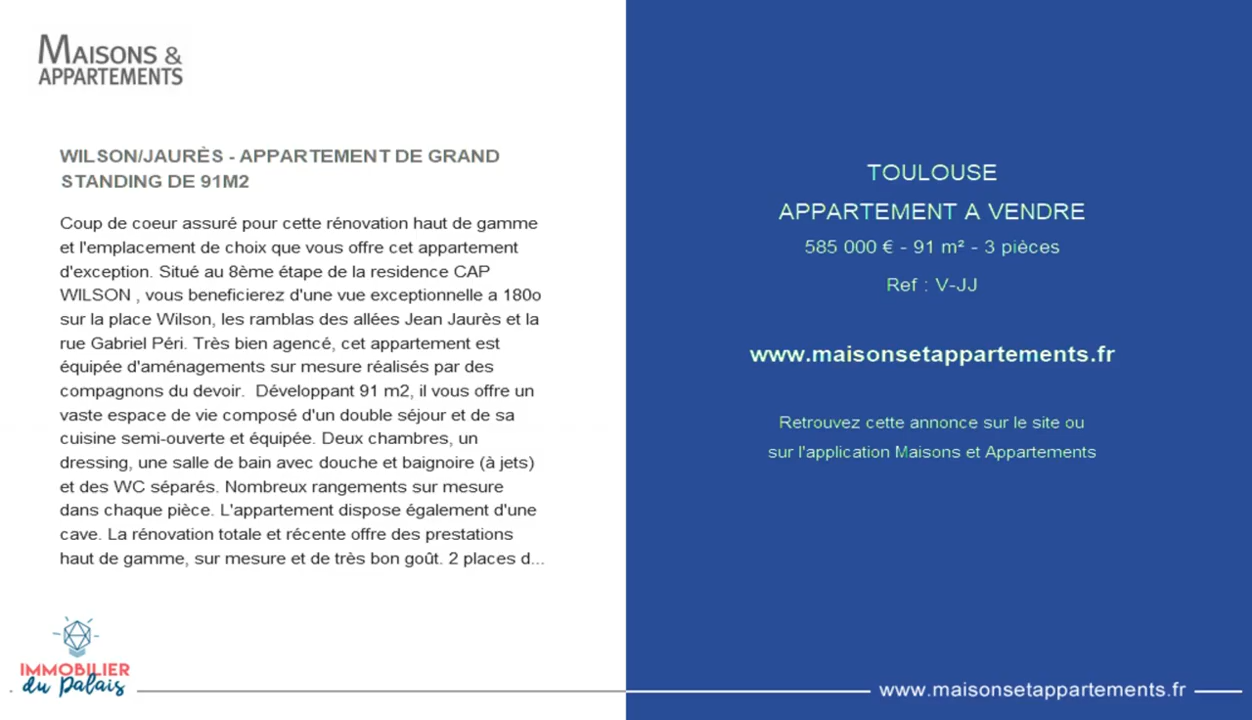 MAISONS &
APPARTEMENTS
WILSON/JAURÈS - APPARTEMENT DE GRAND
STANDING DE 91M2
Coup de coeur assuré pour cette rénovation haut de gamme
et l'emplacement de choix que vous offre cet appartement
d'exception. Situé au 8ème étape de la residence CAP
WILSON , vous beneficierez d'une vue exceptionnelle a 180o
sur la place Wilson, les ramblas des allées Jean Jaurès et la
rue Gabriel Péri. Très bien agencé, cet appartement est
équipée d'aménagements sur mesure réalisés par des
compagnons du devoir.  Développant 91 m2, il vous offre un
vaste espace de vie composé d'un double séjour et de sa
cuisine semi-ouverte et équipée. Deux chambres, un
dressing, une salle de bain avec douche et baignoire (à jets)
et des WC séparés. Nombreux rangements sur mesure
dans chaque pièce. L'appartement dispose également d'une
cave. La rénovation totale et récente offre des prestations
haut de gamme, sur mesure et de très bon goût. 2 places d...
IMMOBILIER
du Palais
TOULOUSE
APPARTEMENT A VENDRE
585 000 € - 91 m² - 3 pièces
Ref : V-JJ
www.maisonsetappartements.fr
Retrouvez cette annonce sur le site ou
sur l'application Maisons et Appartements
www.maisonsetappartements.fr